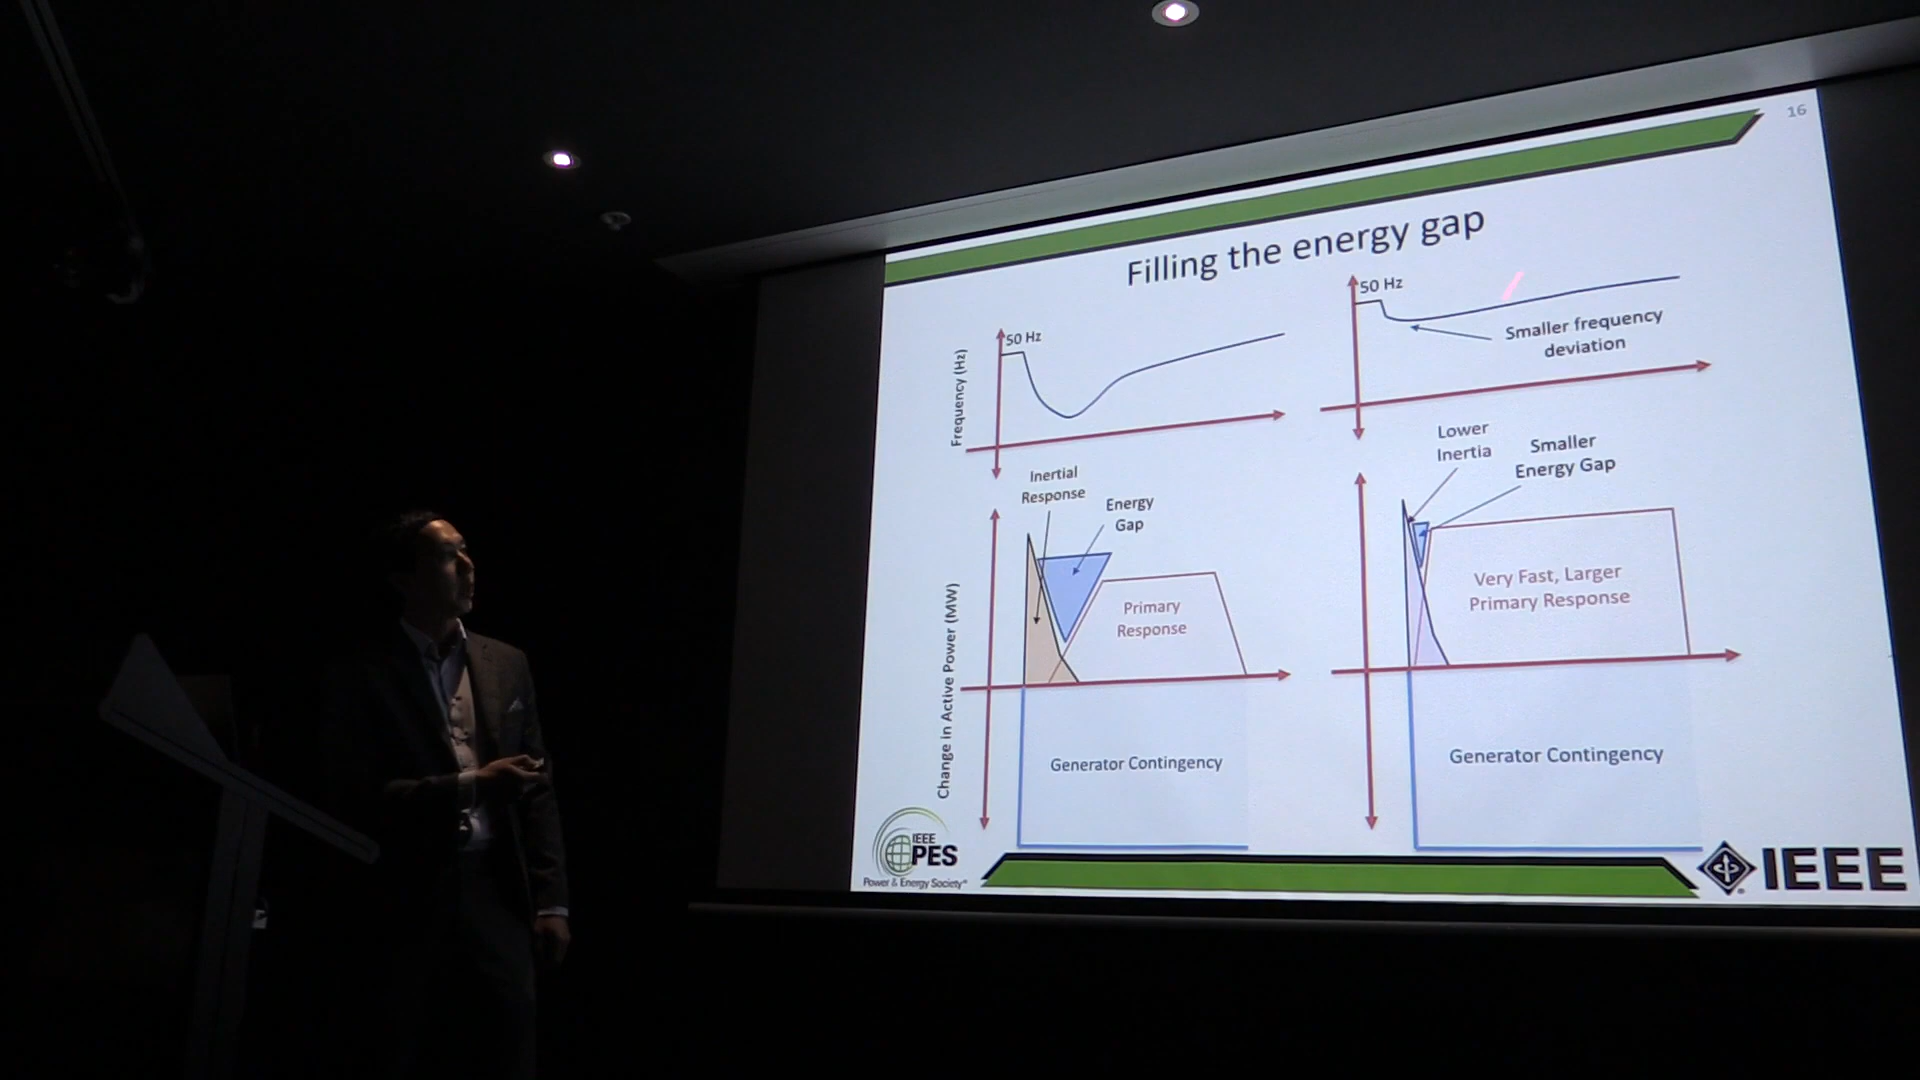 16
Filling the energy gap
50 Hz
Frequency (Hz)
50 Hz
Smaller frequency
deviation
Inertial
Response
Energy
Gap
Primary
Response
Change in Active Power (MW)
Generator Contingency
Lower
Inertia
Smaller
Energy Gap
Very Fast, Larger
Primary Response
Generator Contingency
IEEE
PES
Power & Energy Society®
IEEE